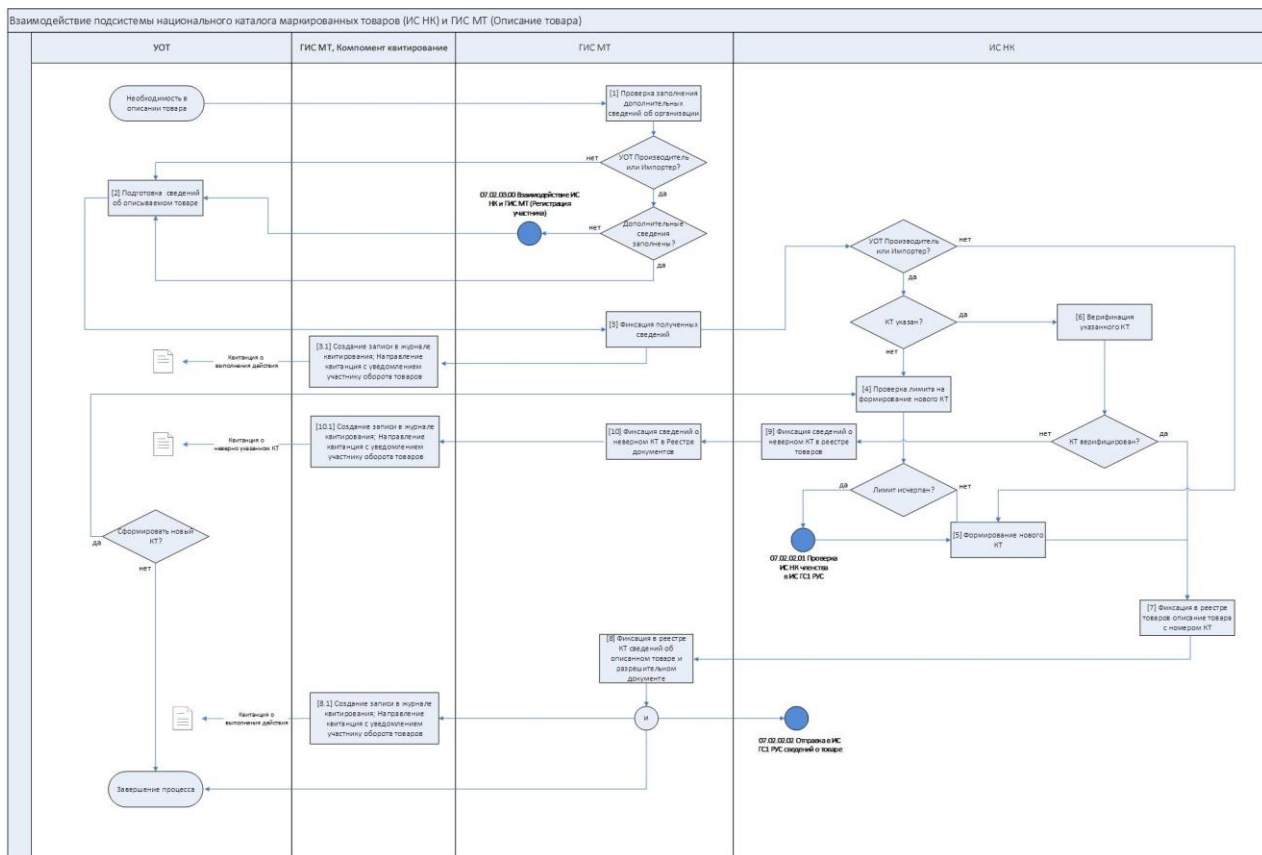 Взаимодействие подсистемы национального каталога маркированных товаров (ИС НК) и ГИС МТ (Описание товара)
УОТ
ГИС МТ, Компомент квитирование
ГИС МТ
ИС НК
Необходимость в
описании товара
[1] Проверка заполнения
дополнительных
сведений об организации
нет
УОТ Производитель
или Импортер?
да
[2] Подготовка сведений
об описываемом товаре
07.02.03.00 Взаимодействие ИС
НК и ГИС МТ (Регистрация
участника)
нет
Дополнительные
сведения
заполнены?
да
УОТ Производитель
или Импортер?
нет
да
КТ указан?
да
нет
[6] Верификация
указанного КТ
[3] Фиксация полученных
сведений
Квитанция о
выполнения действия
[3.1] Создание записи в журнале
квитирования; Направление
квитанция с уведомлением
участнику оборота товаров
[4] Проверка лимита на
формирование нового КТ
Квитанция о
неверно указанном КТ
[10.1] Создание записи в журнале
квитирования; Направление
квитанция с уведомлением
участнику оборота товаров
[10] Фиксация сведений о
неверном КТ в Реестре
документов
[9] Фиксация сведений о
неверном КТ в реестре
товаров
нет
КТ верифицирован?
да
да
Лимит исчерпан?
нет
Сформировать новый
КТ?
да
нет
07.02.02.01 Проверка
ИС НК членства
в ИС ГС1 РУС
[5] Формирование нового
КТ
[7] Фиксация в реестре
товаров описание товара
с номером КТ
[8] Фиксация в реестре
КТ сведений об
описанном товаре и
разрешительном
документе
Квитанция о
выполнения действия
[8.1] Создание записи в журнале
квитирования; Направление
квитанция с уведомлением
участнику оборота товаров
И
07.02.02.02 Отправка в ИС
ГС1 РУС сведений о товаре
Завершение процесса